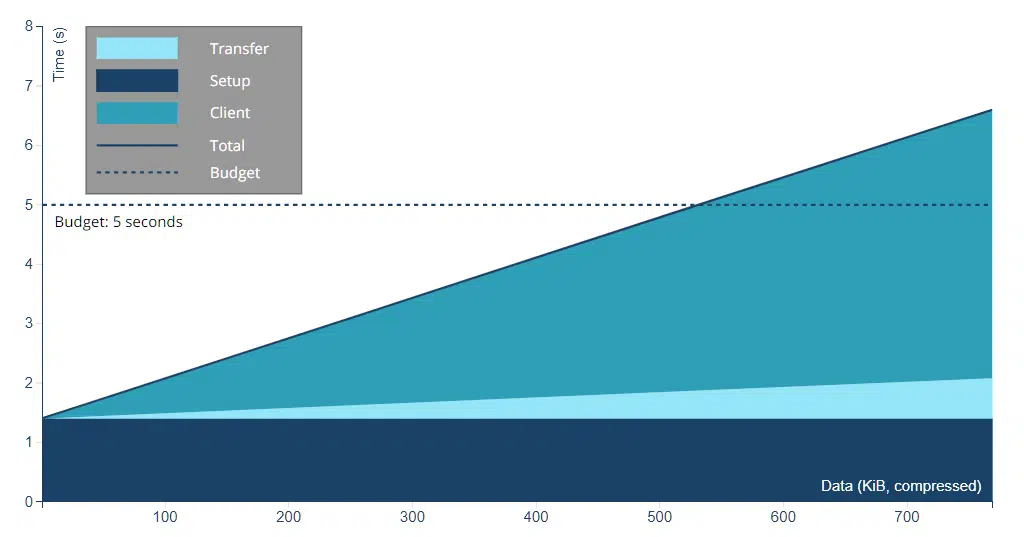 8
Time (s)
7
6
5
4
3
2
1
0
Transfer
Setup
Client
Total
Budget
Budget: 5 seconds
Data (KiB, compressed)
100 200 300 400 500 600 700